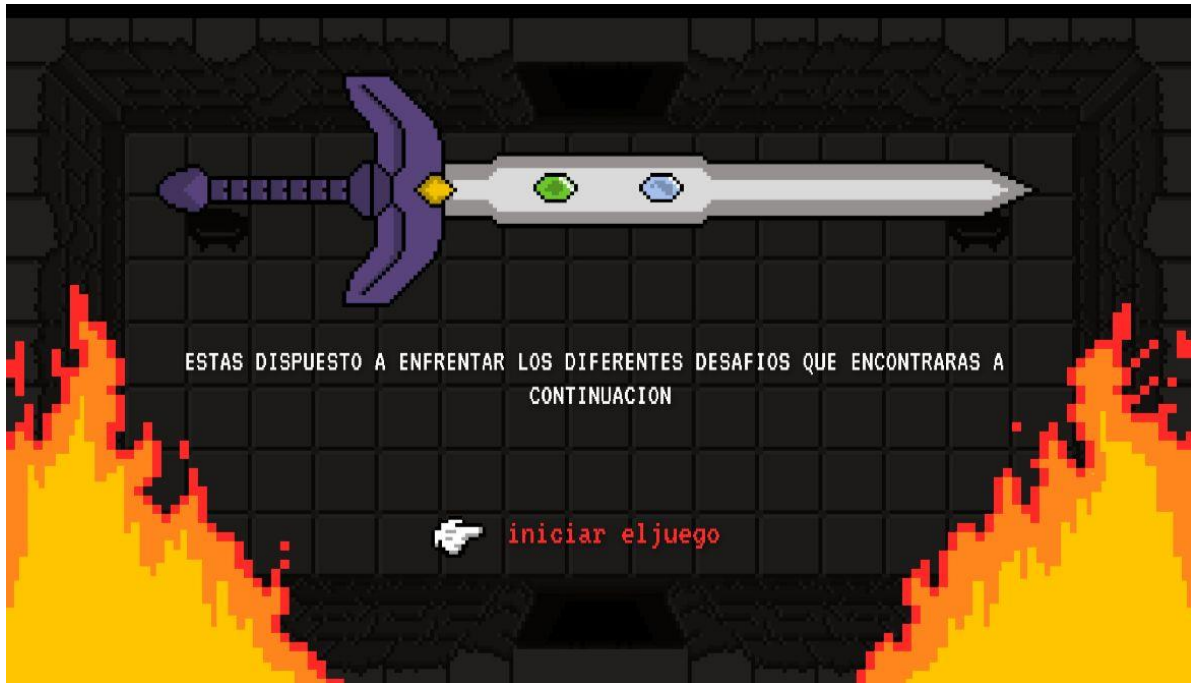 ESTAS DISPUESTO A ENFRENTAR LOS DIFERENTES DESAFIOS QUE ENCONTRARAS A
CONTINUACION
iniciar eljuego